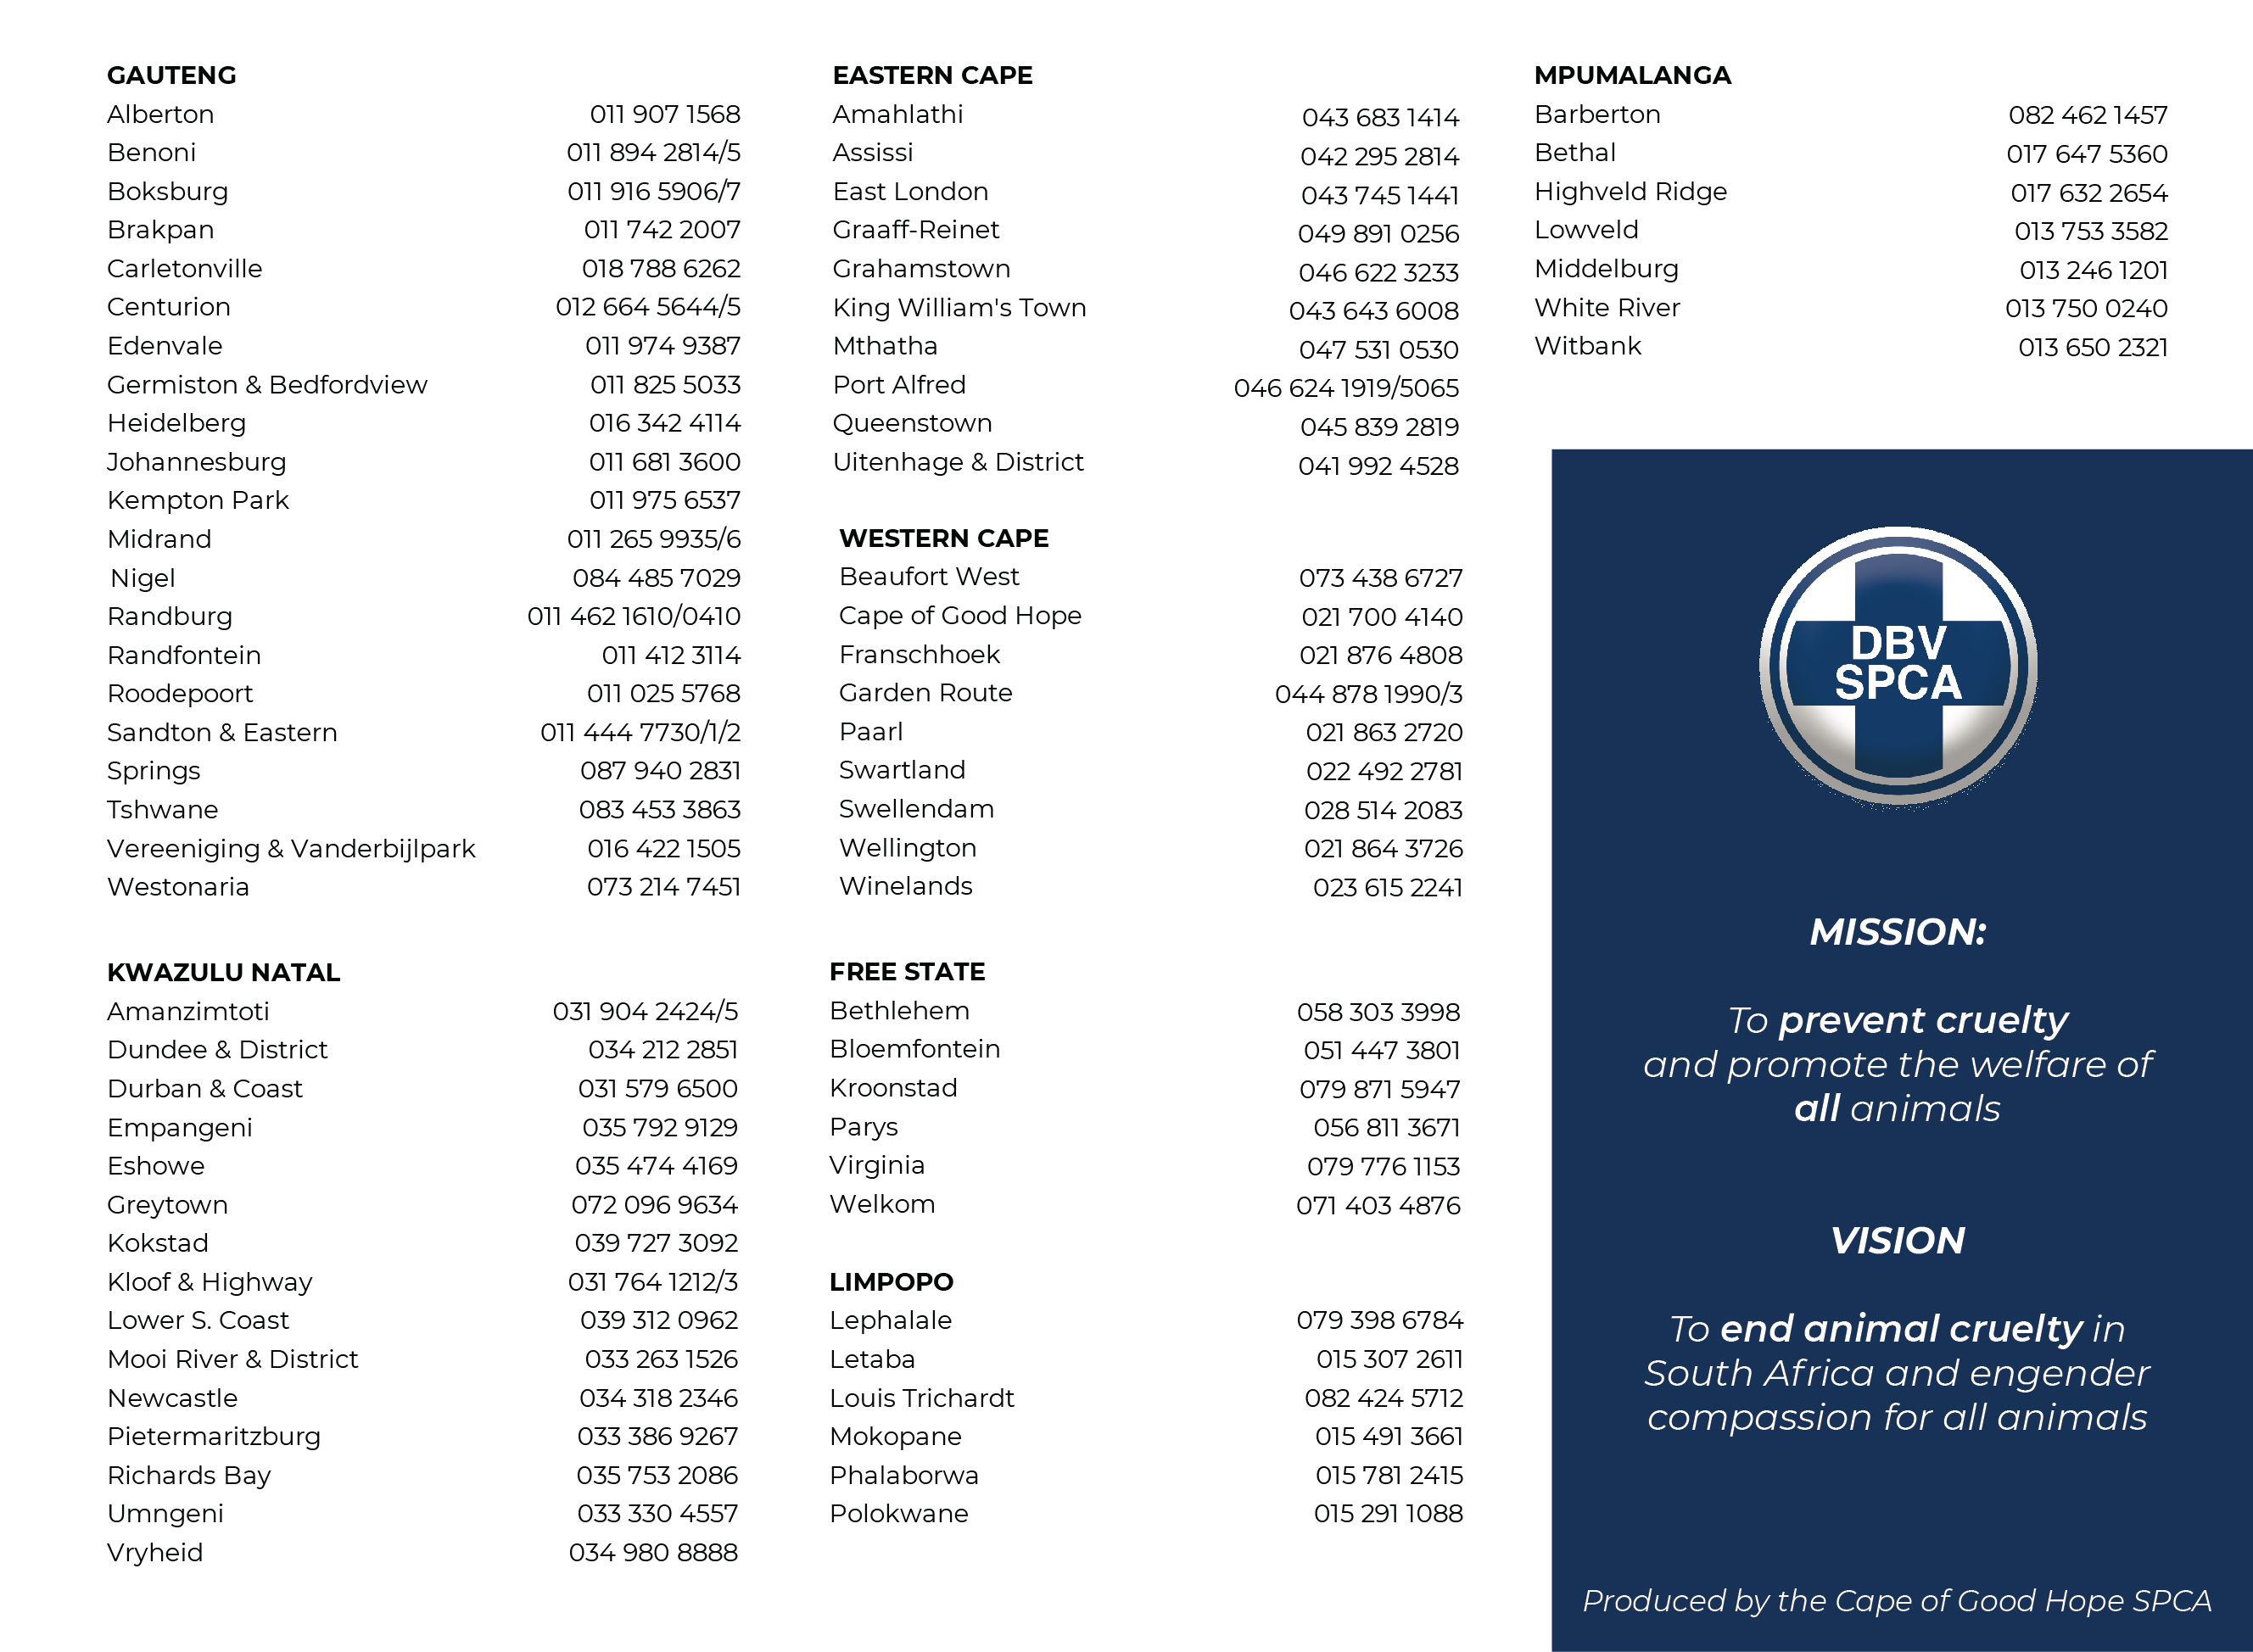 GAUTENG
Alberton 011 907 1568
Benoni 011 894 2814/5
Boksburg 011 916 5906/7
Brakpan 011 742 2007
Carletonville 018 788 6262
Centurion 012 664 5644/5
Edenvale 011 974 9387
Germiston & Bedfordview 011 825 5033
Heidelberg 016 342 4114
Johannesburg 011 681 3600
Kempton Park 011 975 6537
Midrand 011 265 9935/6
Nigel 084 485 7029
Randburg 011 462 1610/0410
Randfontein 011 412 3114
Roodepoort 011 025 5768
Sandton & Eastern 011 444 7730/1/2
Springs 087 940 2831
Tshwane 083 453 3863
Vereeniging & Vanderbijlpark 016 422 1505
Westonaria 073 214 7451
KWAZULU NATAL
Amanzimtoti 031 904 2424/5
Dundee & District 034 212 2851
Durban & Coast 031 579 6500
Empangeni 035 792 9129
Eshowe 035 474 4169
Greytown 072 096 9634
Kokstad 039 727 3092
Kloof & Highway 031 764 1212/3
Lower S. Coast 039 312 0962
Mooi River & District 033 263 1526
Newcastle 034 318 2346
Pietermaritzburg 033 386 9267
Richards Bay 035 753 2086
Umngeni 033 330 4557
Vryheid 034 980 8888
EASTERN CAPE
Amahlathi 043 683 1414
Assissi 042 295 2814
East London 043 745 1441
Graaff-Reinet 049 891 0256
Grahamstown 046 622 3233
King William's Town 043 643 6008
Mthatha 047 531 0530
Port Alfred 046 624 1919/5065
Queenstown 045 839 2819
Uitenhage & District 041 992 4528
WESTERN CAPE
Beaufort West 073 438 6727
Cape of Good Hope 021 700 4140
Franschhoek 021 876 4808
Garden Route 044 878 1990/3
Paarl 021 863 2720
Swartland 022 492 2781
Swellendam 028 514 2083
Wellington 021 864 3726
Winelands 023 615 2241
FREE STATE
Bethlehem 058 303 3998
Bloemfontein 051 447 3801
Kroonstad 079 871 5947
Parys 056 811 3671
Virginia 079 776 1153
Welkom 071 403 4876
LIMPOPO
Lephalale 079 398 6784
Letaba 015 307 2611
Louis Trichardt 082 424 5712
Mokopane 015 491 3661
Phalaborwa 015 781 2415
Polokwane 015 291 1088
MPUMALANGA
Barberton 082 462 1457
Bethal 017 647 5360
Highveld Ridge 017 632 2654
Lowveld 013 753 3582
Middelburg 013 246 1201
White River 013 750 0240
Witbank 013 650 2321
DBV
SPCA
MISSION:
To prevent cruelty
and promote the welfare of
all animals
VISION
To end animal cruelty in
South Africa and engender
compassion for all animals
Produced by the Cape of Good Hope SPCA